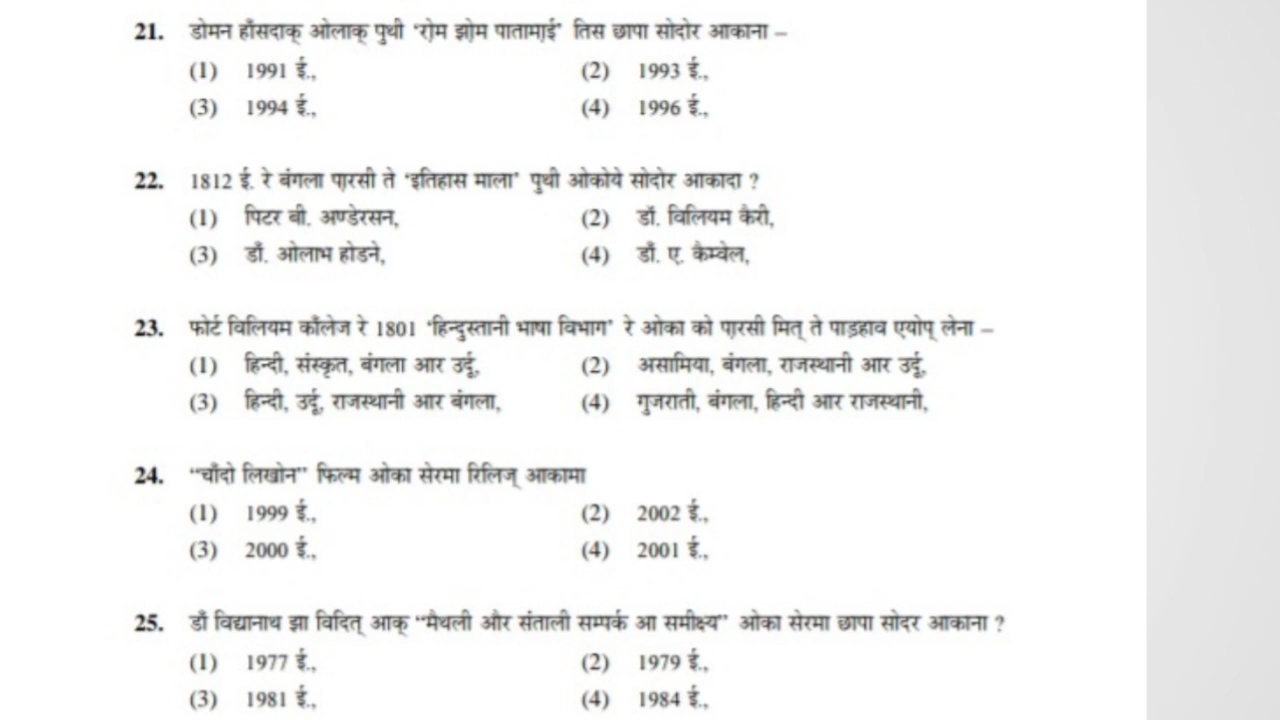 21. डोमन हाँसदाक् ओलाक् पुथी ‘रो़म झो़म पातामा़ई’ तिस छापा सोदोर आकाना –
(1) 1991 ई., (2) 1993 ई.,
(3) 1994 ई., (4) 1996 ई.,
22. 1812 ई. रे बंगला पा़रसी ते ‘इतिहास माला’ पुथी ओकोये सोदोर आकादा ?
(1) पिटर बी. अण्डेरसन, (2) डॉ. विलियम कैरी,
(3) डाँ. ओलाभ होडने, (4) डाँ. ए. कैम्वेल,
23. फोर्ट विलियम काँलेज रे 1801 ‘हिन्दुस्तानी भाषा विभाग’ रे ओका को पा़रसी मित् ते पाड़हाव एयोप् लेना –
(1) हिन्दी, संस्कृत, बंगला आर उर्दू, (2) असामिया, बंगला, राजस्थानी आर उर्दू,
(3) हिन्दी, उर्दू, राजस्थानी आर बंगला, (4) गुजराती, बंगला, हिन्दी आर राजस्थानी,
24. “चाँदो लिखोन” फिल्म ओका सेरमा रिलिज् आकामा
(1) 1999 ई., (2) 2002 ई.,
(3) 2000 ई., (4) 2001 ई.,
25. डाँ विद्यानाथ झा विदित् आक् “मैथली और संताली सम्पर्क आ समीक्ष्य” ओका सेरमा छापा सोदर आकाना ?
(1) 1977 ई., (2) 1979 ई.,
(3) 1981 ई., (4) 1984 ई.,